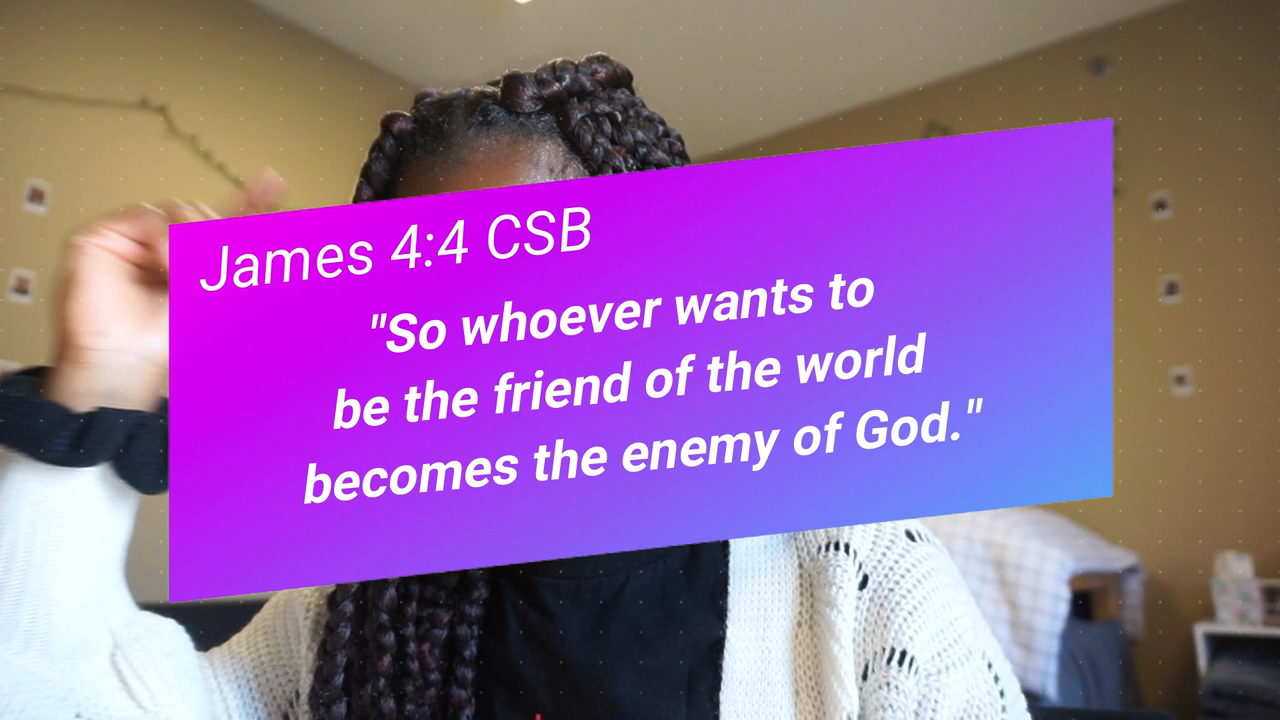 James 4:4 CSB
"So whoever wants to
be the friend of the world
becomes the enemy of God."